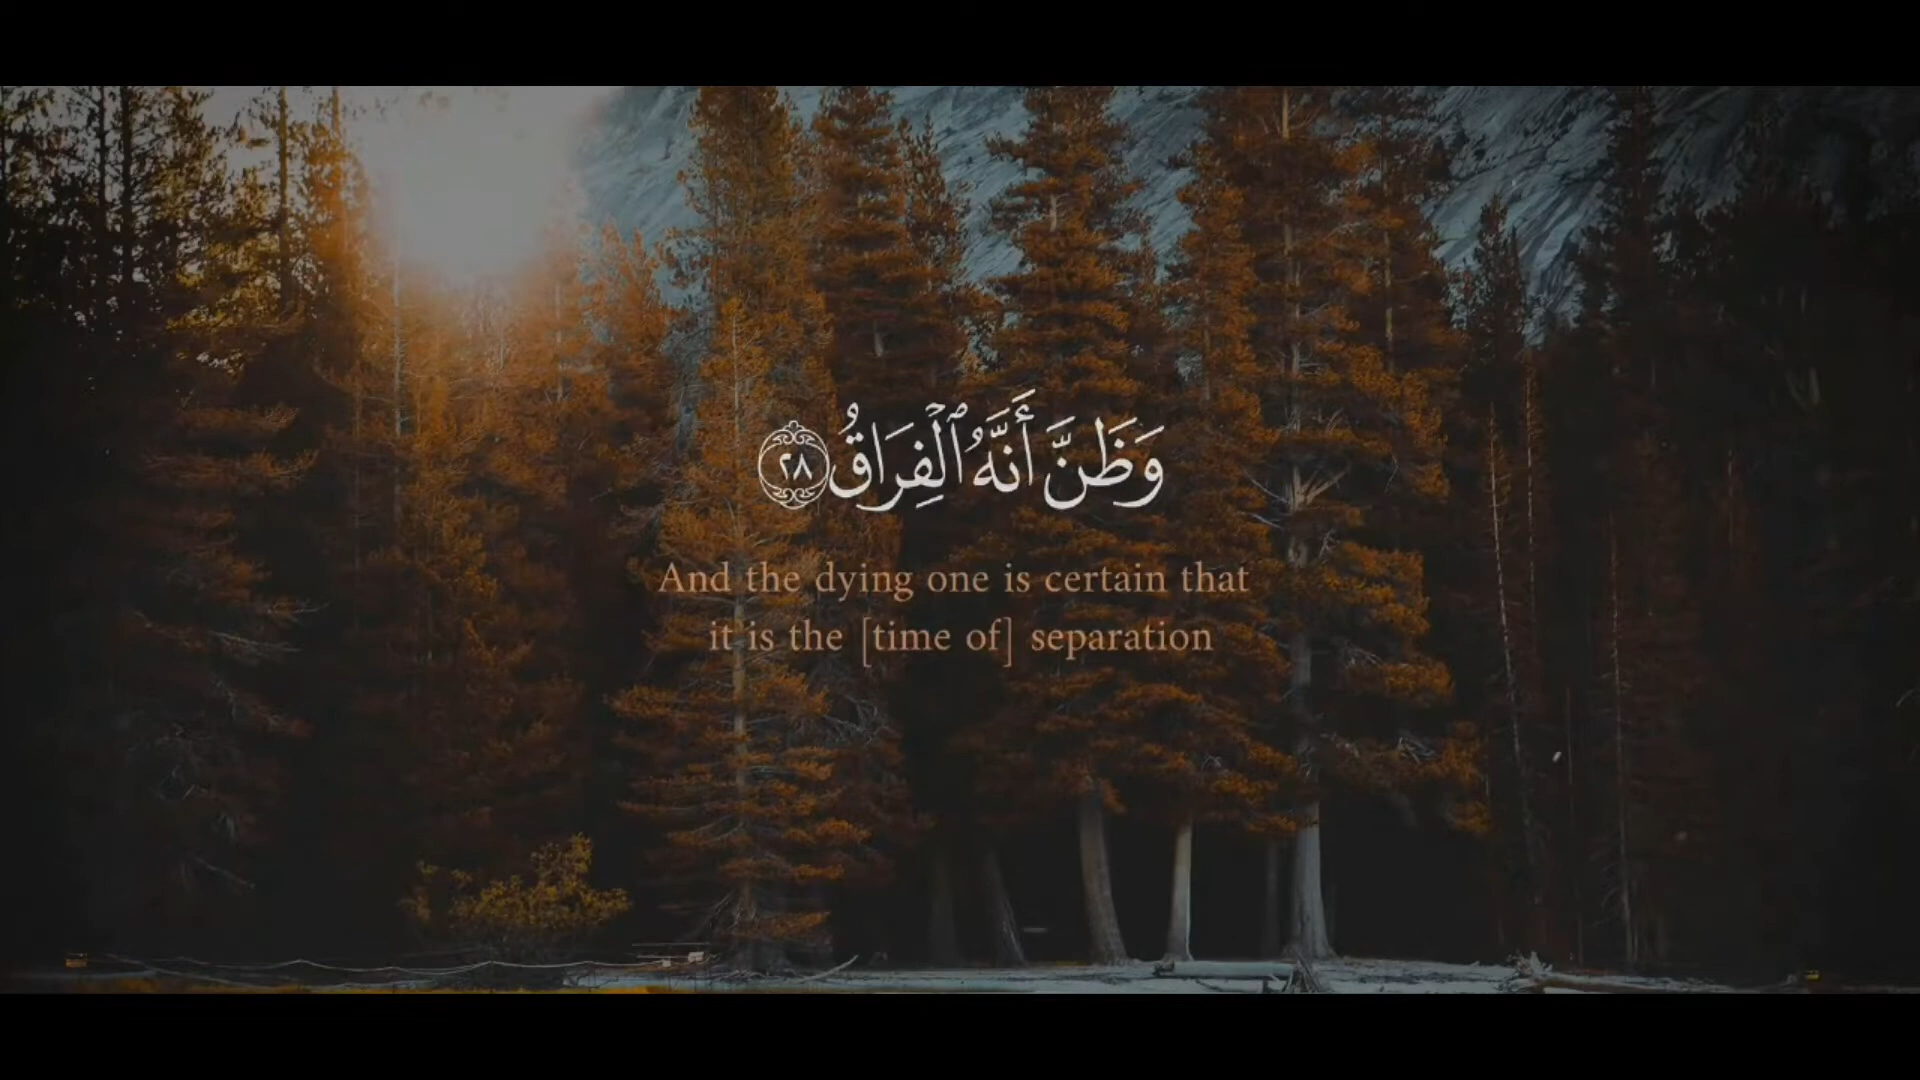 وَظَنَّ أَنَّهُ ٱلْفِرَاقُ ٢٨
And the dying one is certain that
it is the [time of] separation